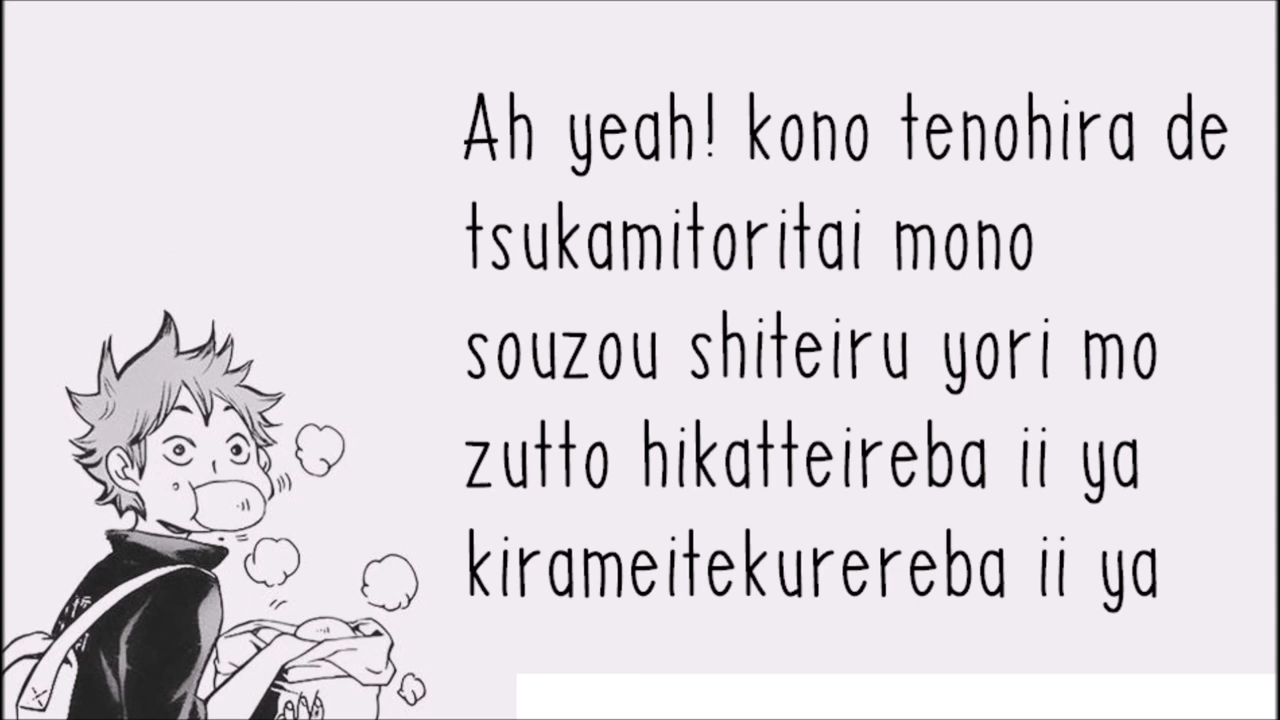 Ah yeah! kono tenohira de
tsukamitoritai mono
souzou shiteiru yori mo
zutto hikatteireba ii ya
kirameitekurereba ii ya